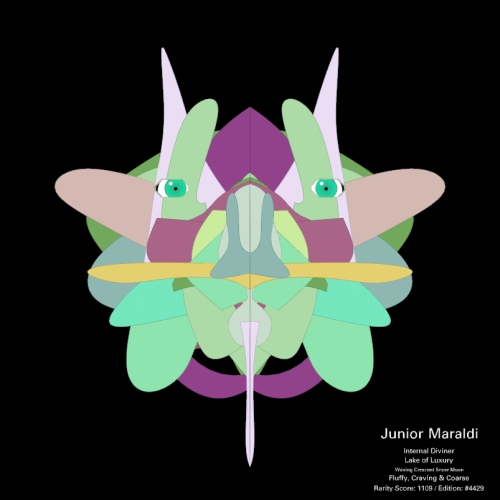 Junior Maraldi
Internal Diviner
Lake of Luxury
Waxing Crescent Snow Moon
Fluffy, Craving & Coarse
Rarity Score: 1109 / Edition: #4429